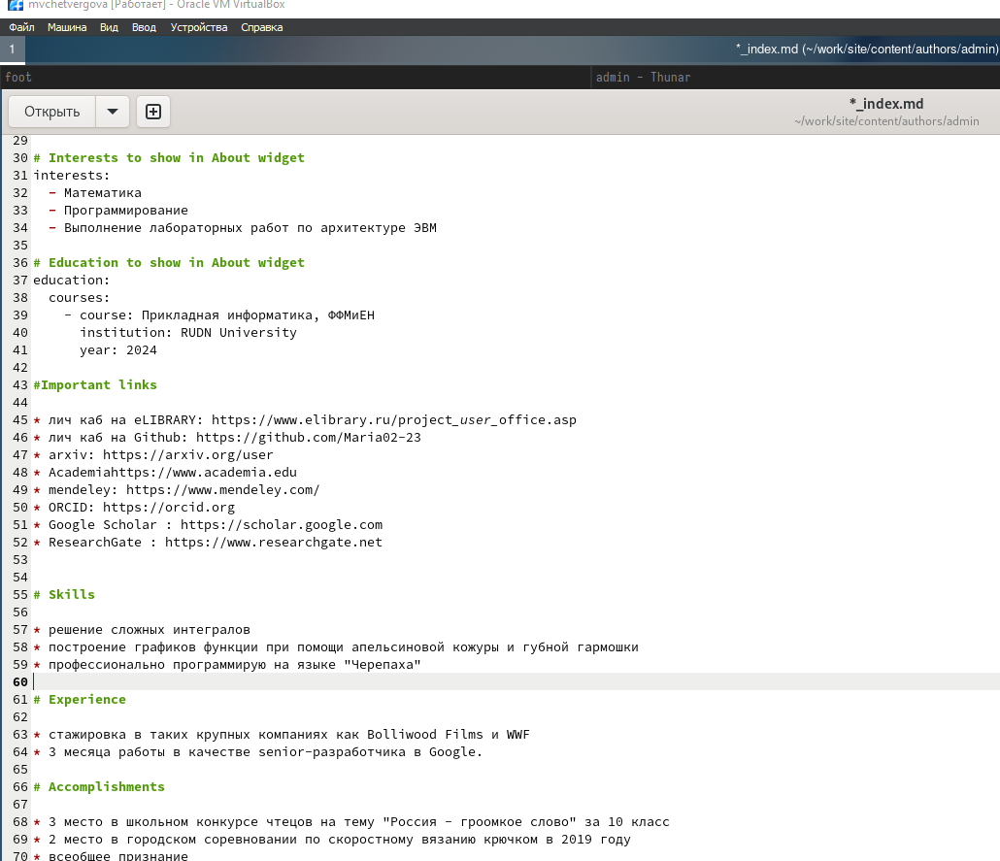 mvchetvergova [Работает] - Oracle VM VirtualBox
Файл Машина Вид Ввод Устройства Справка
1 *_index.md (~/work/site/content/authors/admin)
foot admin - Thunar
Открыть *_index.md
~/work/site/content/authors/admin
29
30 # Interests to show in About widget
31 interests:
32 - Математика
33 - Программирование
34 - Выполнение лабораторных работ по архитектуре ЭВМ
35
36 # Education to show in About widget
37 education:
38 courses:
39 - course: Прикладная информатика, ФФМиЕН
40 institution: RUDN University
41 year: 2024
42
43 #Important links
44
45 * лич каб на eLIBRARY: https://www.elibrary.ru/project_user_office.asp
46 * лич каб на Github: https://github.com/Maria02-23
47 * arxiv: https://arxiv.org/user
48 * Academiahttps://www.academia.edu
49 * mendeley: https://www.mendeley.com/
50 * ORCID: https://orcid.org
51 * Google Scholar : https://scholar.google.com
52 * ResearchGate : https://www.researchgate.net
53
54
55 # Skills
56
57 * решение сложных интегралов
58 * построение графиков функции при помощи апельсиновой кожуры и губной гармошки
59 * профессионально программирую на языке "Черепаха"
60
61 # Experience
62
63 * стажировка в таких крупных компаниях как Bolliwood Films и WWF
64 * 3 месяца работы в качестве senior-разработчика в Google.
65
66 # Accomplishments
67
68 * 3 место в школьном конкурсе чтецов на тему "Россия - гроомкое слово" за 10 класс
69 * 2 место в городском соревновании по скоростному вязанию крючком в 2019 году
70 * всеобщее признание